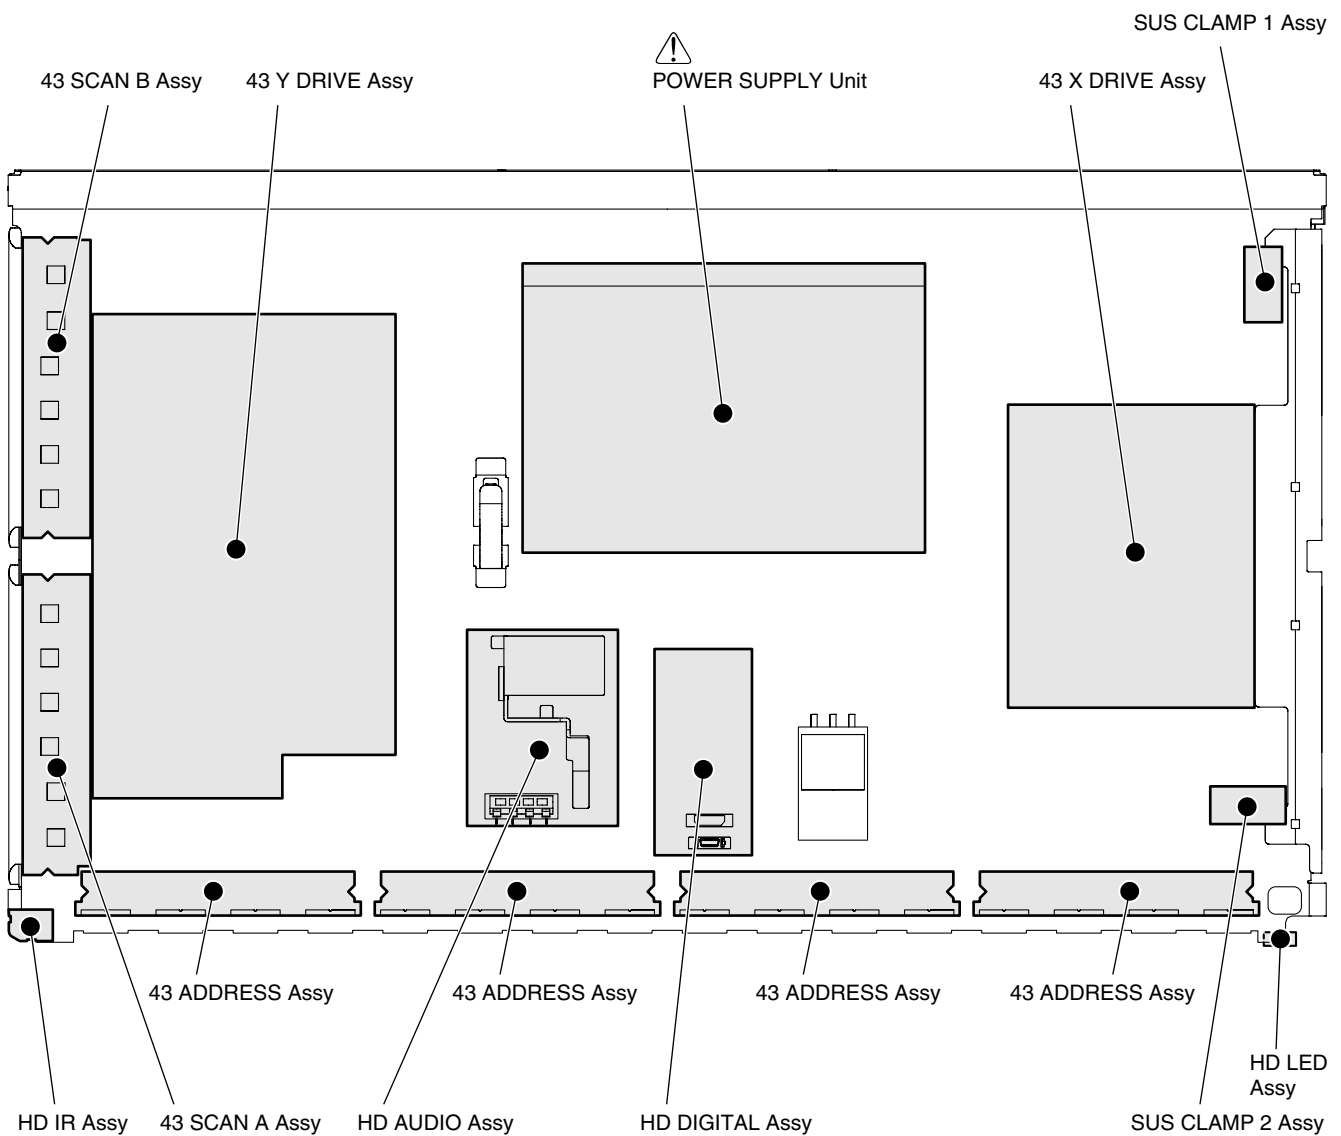 SUS CLAMP 1 Assy
43 SCAN B Assy
43 Y DRIVE Assy
POWER SUPPLY Unit
43 X DRIVE Assy
43 ADDRESS Assy
43 ADDRESS Assy
43 ADDRESS Assy
43 ADDRESS Assy
HD LED
Assy
HD IR Assy
43 SCAN A Assy
HD AUDIO Assy
HD DIGITAL Assy
SUS CLAMP 2 Assy